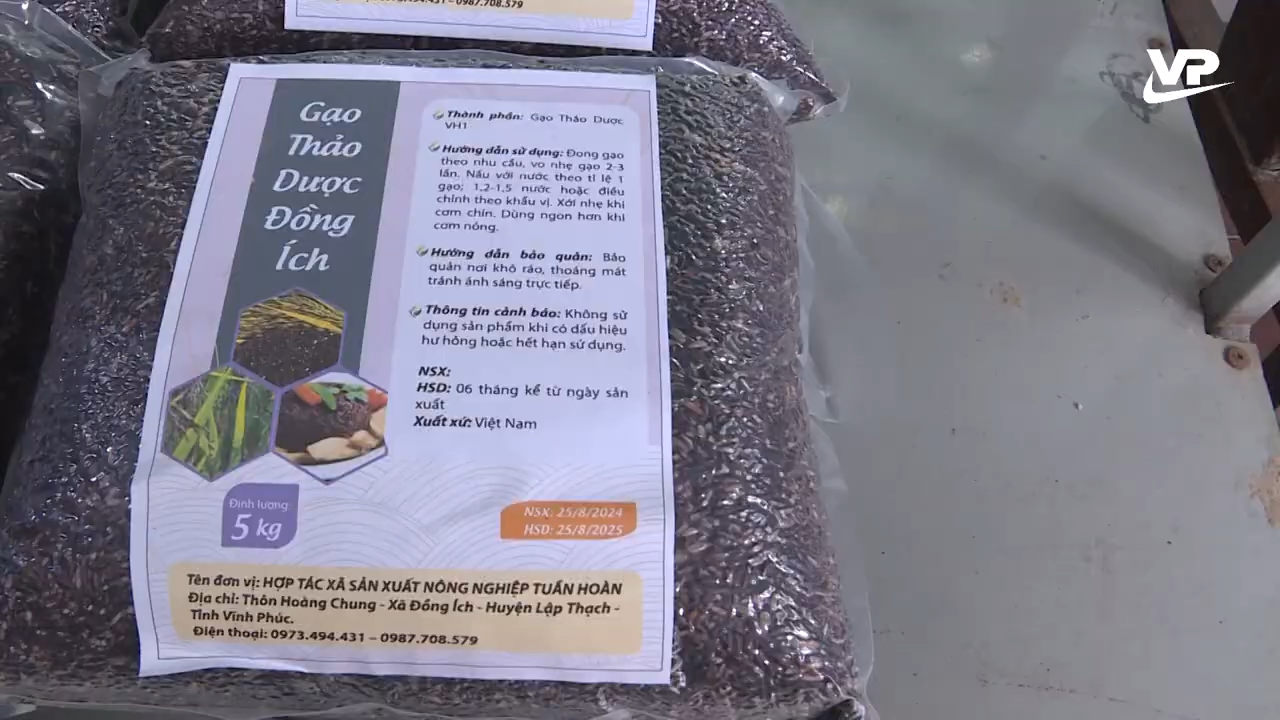 0973.494.431 – 0987.708.579
VP
Gạo
Thảo
Dược
Đồng
Ích
Thành phần: Gạo Thảo Dược
VH1
Hướng dẫn sử dụng: Đong gạo
theo nhu cầu, vo nhẹ gạo 2-3
lần. Nấu với nước theo tỉ lệ 1
gạo; 1,2-1,5 nước hoặc điều
chỉnh theo khẩu vị. Xới nhẹ khi
cơm chín. Dùng ngon hơn khi
cơm nóng.
Hướng dẫn bảo quản: Bảo
quản nơi khô ráo, thoáng mát
tránh ánh sáng trực tiếp.
Thông tin cảnh báo: Không sử
dụng sản phẩm khi có dấu hiệu
hư hỏng hoặc hết hạn sử dụng.
NSX:
HSD: 06 tháng kể từ ngày sản
xuất
Xuất xứ: Việt Nam
Định lượng:
5 kg
NSX: 25/8/2024
HSD: 25/8/2025
Tên đơn vị: HỢP TÁC XÃ SẢN XUẤT NÔNG NGHIỆP TUẦN HOÀN
Địa chỉ: Thôn Hoàng Chung - Xã Đồng Ích - Huyện Lập Thạch -
Tỉnh Vĩnh Phúc.
Điện thoại: 0973.494.431 – 0987.708.579